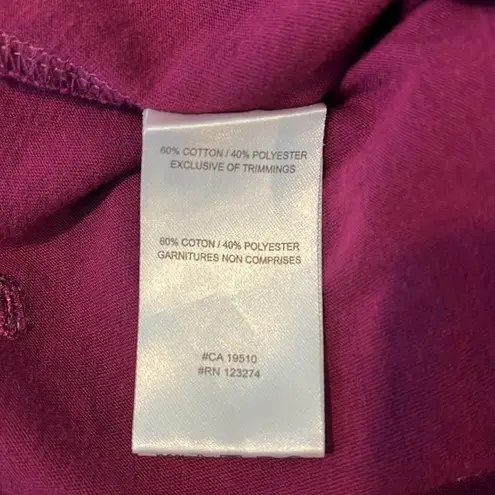 60% COTTON / 40% POLYESTER
EXCLUSIVE OF TRIMMINGS
60% COTON / 40% POLYESTER
GARNITURES NON COMPRISES
#CA 19510
#RN 123274